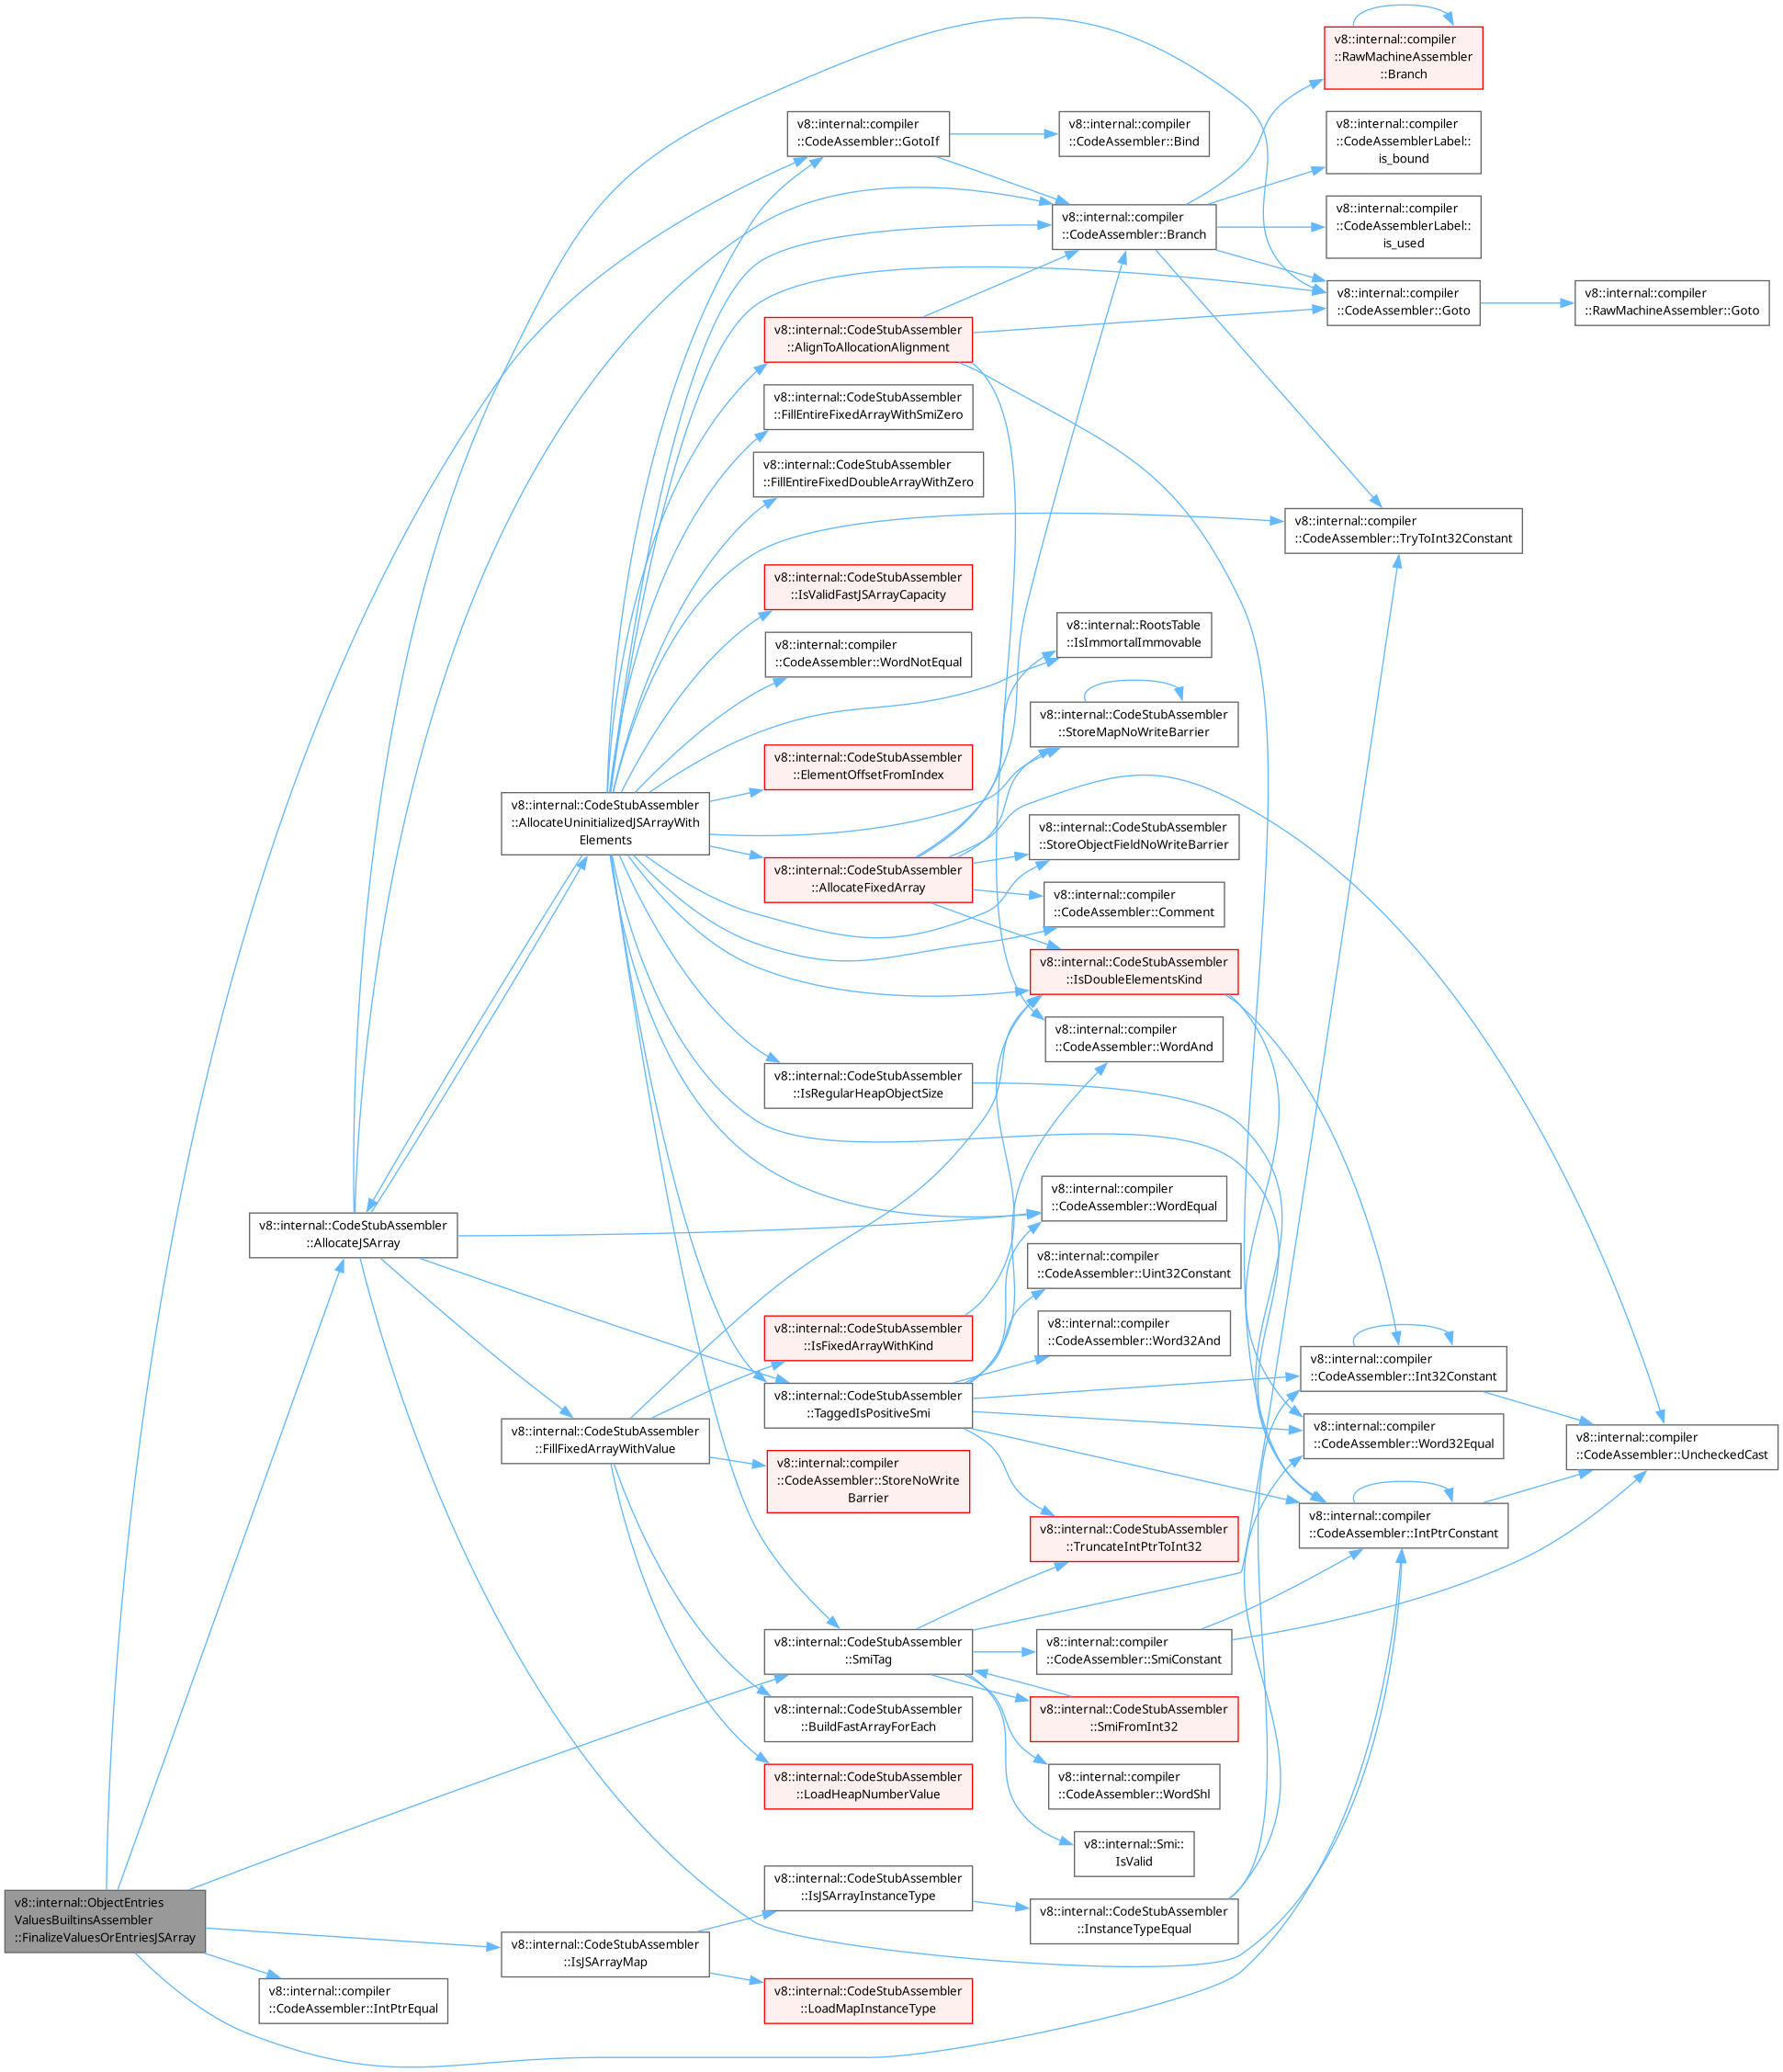 v8::internal::compiler
::RawMachineAssembler
::Branch
v8::internal::compiler
::CodeAssembler::GotoIf
v8::internal::compiler
::CodeAssembler::Bind
v8::internal::compiler
::CodeAssemblerLabel::
is_bound
v8::internal::compiler
::CodeAssembler::Branch
v8::internal::compiler
::CodeAssemblerLabel::
is_used
v8::internal::compiler
::CodeAssembler::Goto
v8::internal::compiler
::RawMachineAssembler::Goto
v8::internal::CodeStubAssembler
::AlignToAllocationAlignment
v8::internal::CodeStubAssembler
::FillEntireFixedArrayWithSmiZero
v8::internal::CodeStubAssembler
::FillEntireFixedDoubleArrayWithZero
v8::internal::compiler
::CodeAssembler::TryToInt32Constant
v8::internal::CodeStubAssembler
::IsValidFastJSArrayCapacity
v8::internal::RootsTable
::IsImmortalImmovable
v8::internal::compiler
::CodeAssembler::WordNotEqual
v8::internal::CodeStubAssembler
::StoreMapNoWriteBarrier
v8::internal::CodeStubAssembler
::ElementOffsetFromIndex
v8::internal::CodeStubAssembler
::AllocateUninitializedJSArrayWith
Elements
v8::internal::CodeStubAssembler
::StoreObjectFieldNoWriteBarrier
v8::internal::CodeStubAssembler
::AllocateFixedArray
v8::internal::compiler
::CodeAssembler::Comment
v8::internal::CodeStubAssembler
::IsDoubleElementsKind
v8::internal::compiler
::CodeAssembler::WordAnd
v8::internal::CodeStubAssembler
::IsRegularHeapObjectSize
v8::internal::compiler
::CodeAssembler::WordEqual
v8::internal::CodeStubAssembler
::AllocateJSArray
v8::internal::compiler
::CodeAssembler::Uint32Constant
v8::internal::CodeStubAssembler
::IsFixedArrayWithKind
v8::internal::compiler
::CodeAssembler::Word32And
v8::internal::compiler
::CodeAssembler::Int32Constant
v8::internal::CodeStubAssembler
::TaggedIsPositiveSmi
v8::internal::CodeStubAssembler
::FillFixedArrayWithValue
v8::internal::compiler
::CodeAssembler::Word32Equal
v8::internal::compiler
::CodeAssembler::UncheckedCast
v8::internal::compiler
::CodeAssembler::StoreNoWrite
Barrier
v8::internal::compiler
::CodeAssembler::IntPtrConstant
v8::internal::CodeStubAssembler
::TruncateIntPtrToInt32
v8::internal::CodeStubAssembler
::SmiTag
v8::internal::compiler
::CodeAssembler::SmiConstant
v8::internal::CodeStubAssembler
::BuildFastArrayForEach
v8::internal::CodeStubAssembler
::SmiFromInt32
v8::internal::CodeStubAssembler
::LoadHeapNumberValue
v8::internal::compiler
::CodeAssembler::WordShl
v8::internal::Smi::
IsValid
v8::internal::CodeStubAssembler
::IsJSArrayInstanceType
v8::internal::ObjectEntries
ValuesBuiltinsAssembler
::FinalizeValuesOrEntriesJSArray
v8::internal::CodeStubAssembler
::InstanceTypeEqual
v8::internal::CodeStubAssembler
::IsJSArrayMap
v8::internal::compiler
::CodeAssembler::IntPtrEqual
v8::internal::CodeStubAssembler
::LoadMapInstanceType